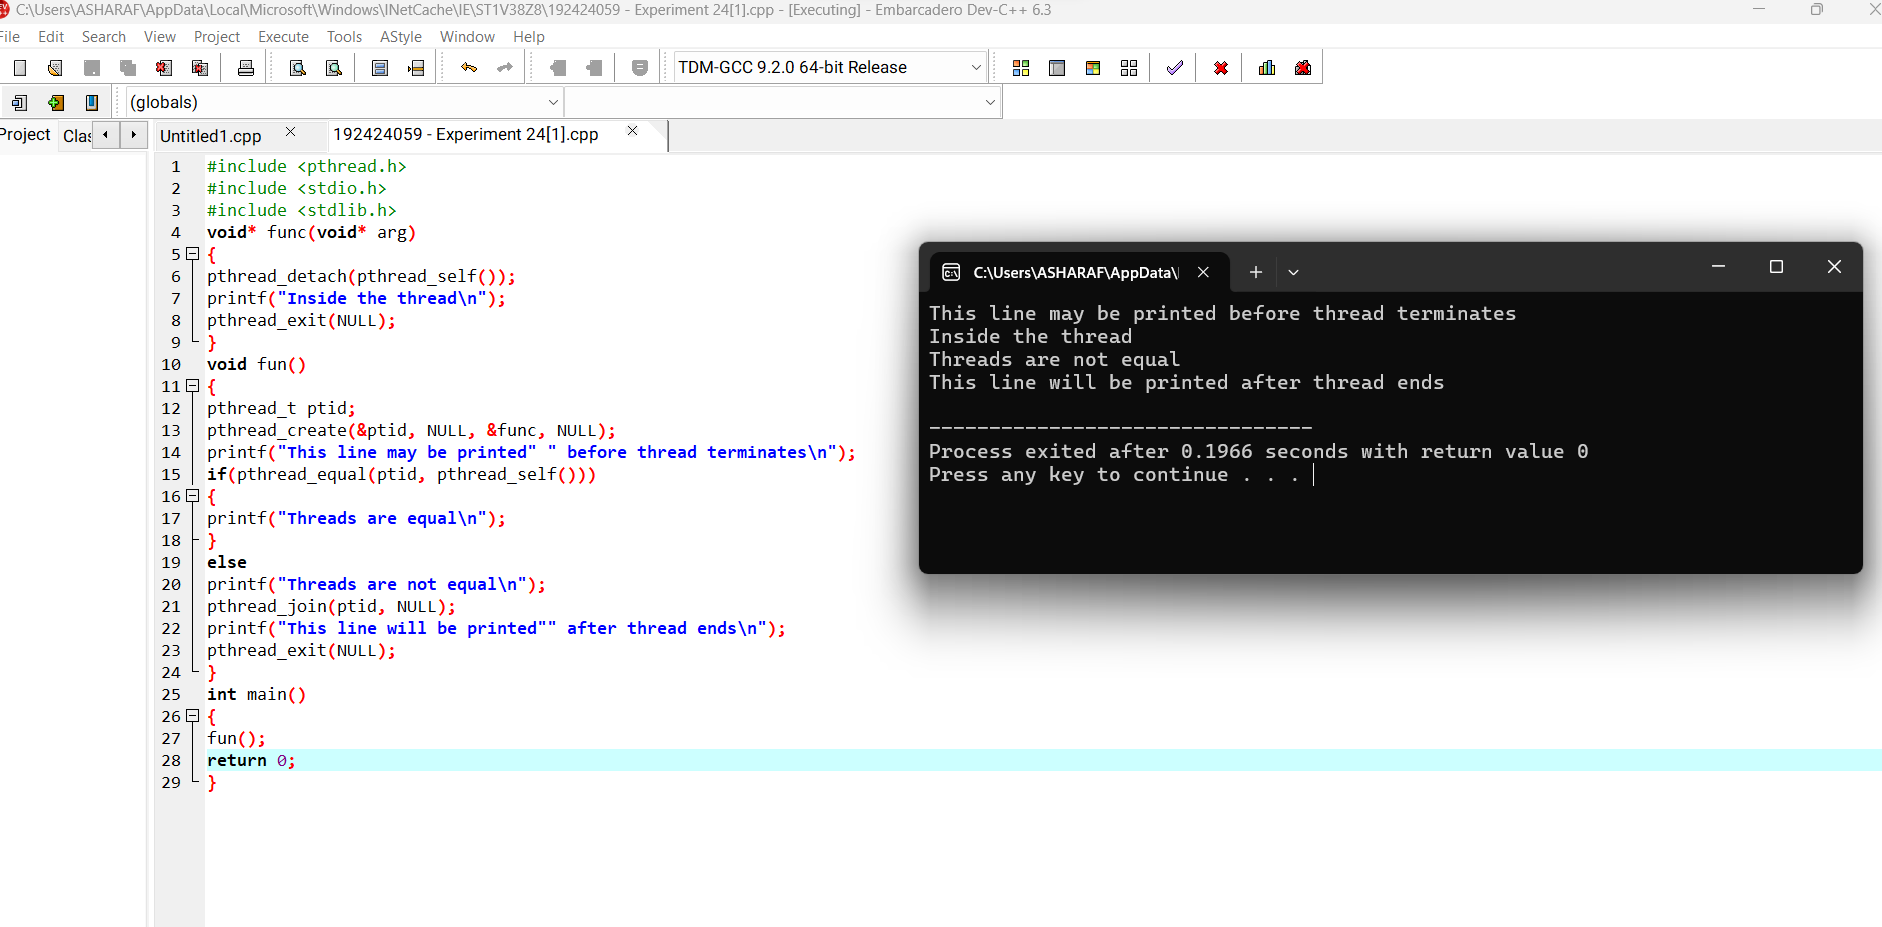 C:\Users\ASHARAF\AppData\Local\Microsoft\Windows\INetCache\IE\ST1V38Z8\192424059 - Experiment 24[1].cpp - [Executing] - Embarcadero Dev-C++ 6.3
File Edit Search View Project Execute Tools AStyle Window Help
TDM-GCC 9.2.0 64-bit Release
(globals)
Project Clas Untitled1.cpp 192424059 - Experiment 24[1].cpp
1 #include <pthread.h>
2 #include <stdio.h>
3 #include <stdlib.h>
4 void* func(void* arg)
5 {
6 pthread_detach(pthread_self());
7 printf("Inside the thread\n");
8 pthread_exit(NULL);
9 }
10 void fun()
11 {
12 pthread_t ptid;
13 pthread_create(&ptid, NULL, &func, NULL);
14 printf("This line may be printed" " before thread terminates\n");
15 if(pthread_equal(ptid, pthread_self()))
16 {
17 printf("Threads are equal\n");
18 }
19 else
20 printf("Threads are not equal\n");
21 pthread_join(ptid, NULL);
22 printf("This line will be printed"" after thread ends\n");
23 pthread_exit(NULL);
24 }
25 int main()
26 {
27 fun();
28 return 0;
29 }
C:\Users\ASHARAF\AppData\
This line may be printed before thread terminates
Inside the thread
Threads are not equal
This line will be printed after thread ends
--------------------------------
Process exited after 0.1966 seconds with return value 0
Press any key to continue . . .